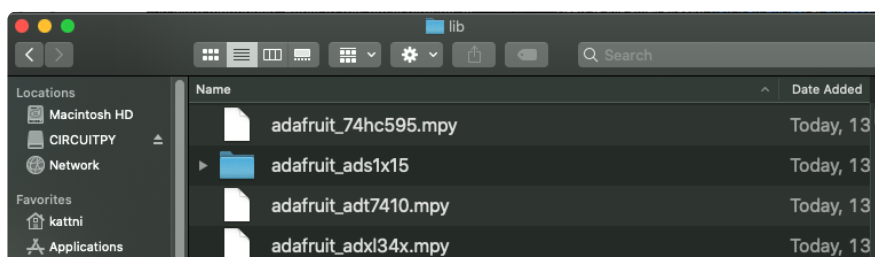 lib
Search
Locations
Macintosh HD
CIRCUITPY
Network
Favorites
kattni
Applications
Name
Date Added
adafruit_74hc595.mpy
Today, 13
adafruit_ads1x15
Today, 13
adafruit_adt7410.mpy
Today, 13
adafruit_adxl34x.mpy
Today, 13